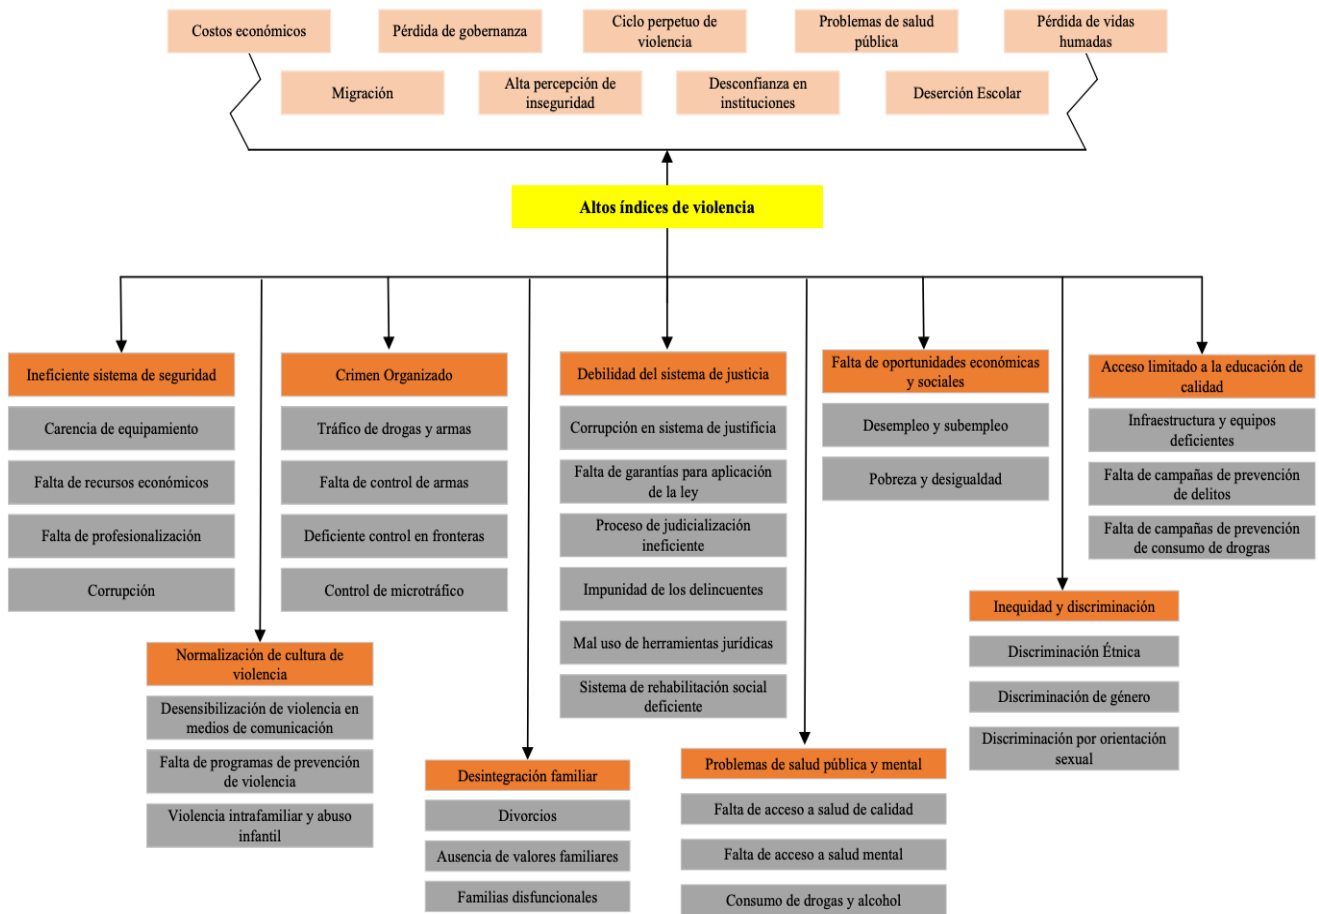 Costos económicos
Pérdida de gobernanza
Ciclo perpetuo de
violencia
Problemas de salud
pública
Pérdida de vidas
humadas
Migración
Alta percepción de
inseguridad
Desconfianza en
instituciones
Deserción Escolar
Altos índices de violencia
Ineficiente sistema de seguridad
Carencia de equipamiento
Falta de recursos económicos
Falta de profesionalización
Corrupción
Normalización de cultura de
violencia
Desensibilización de violencia en
medios de comunicación
Falta de programas de prevención
de violencia
Violencia intrafamiliar y abuso
infantil
Crimen Organizado
Tráfico de drogas y armas
Falta de control de armas
Deficiente control en fronteras
Control de microtráfico
Desintegración familiar
Divorcios
Ausencia de valores familiares
Familias disfuncionales
Debilidad del sistema de justicia
Corrupción en sistema de justificia
Falta de garantías para aplicación
de la ley
Proceso de judicialización
ineficiente
Impunidad de los delincuentes
Mal uso de herramientas jurídicas
Sistema de rehabilitación social
deficiente
Problemas de salud pública y mental
Falta de acceso a salud de calidad
Falta de acceso a salud mental
Consumo de drogas y alcohol
Falta de oportunidades económicas
y sociales
Desempleo y subempleo
Pobreza y desigualdad
Inequidad y discriminación
Discriminación Étnica
Discriminación de género
Discriminación por orientación
sexual
Acceso limitado a la educación de
calidad
Infraestructura y equipos
deficientes
Falta de campañas de prevención
de delitos
Falta de campañas de prevención
de consumo de drogras